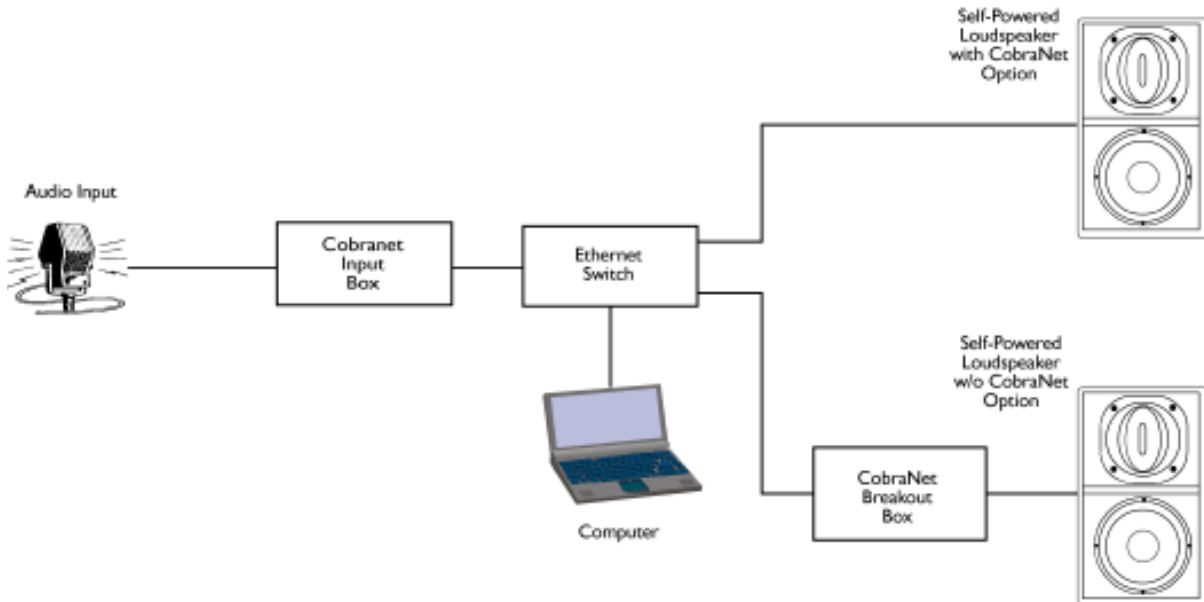 Self-Powered
Loudspeaker
with CobraNet
Option
Audio Input
Cobranet
Input
Box
Ethernet
Switch
Self-Powered
Loudspeaker
w/o CobraNet
Option
CobraNet
Breakout
Box
Computer